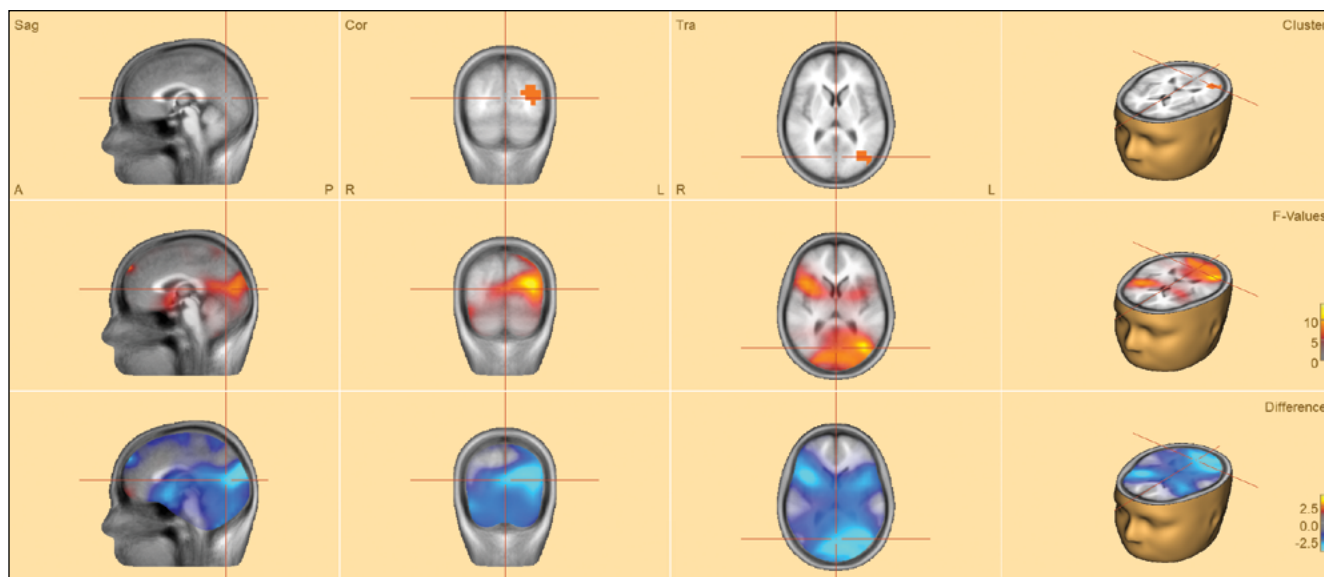 Sag
Cor
Tra
Cluster
A
P
R
L
R
L
F-Values
10
5
0
Difference
2.5
0.0
-2.5